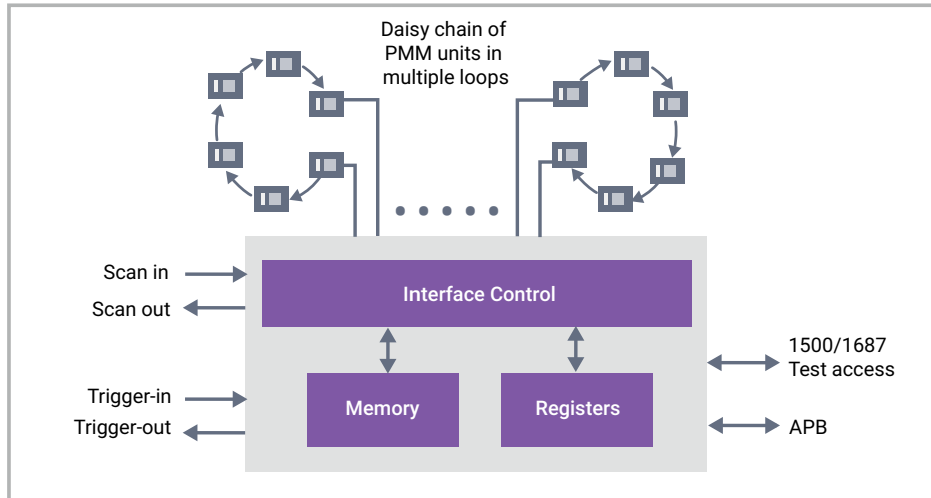 Daisy chain of
PMM units in
multiple loops
Scan in
Scan out
Interface Control
1500/1687
Test access
Trigger-in
Trigger-out
Memory
Registers
APB